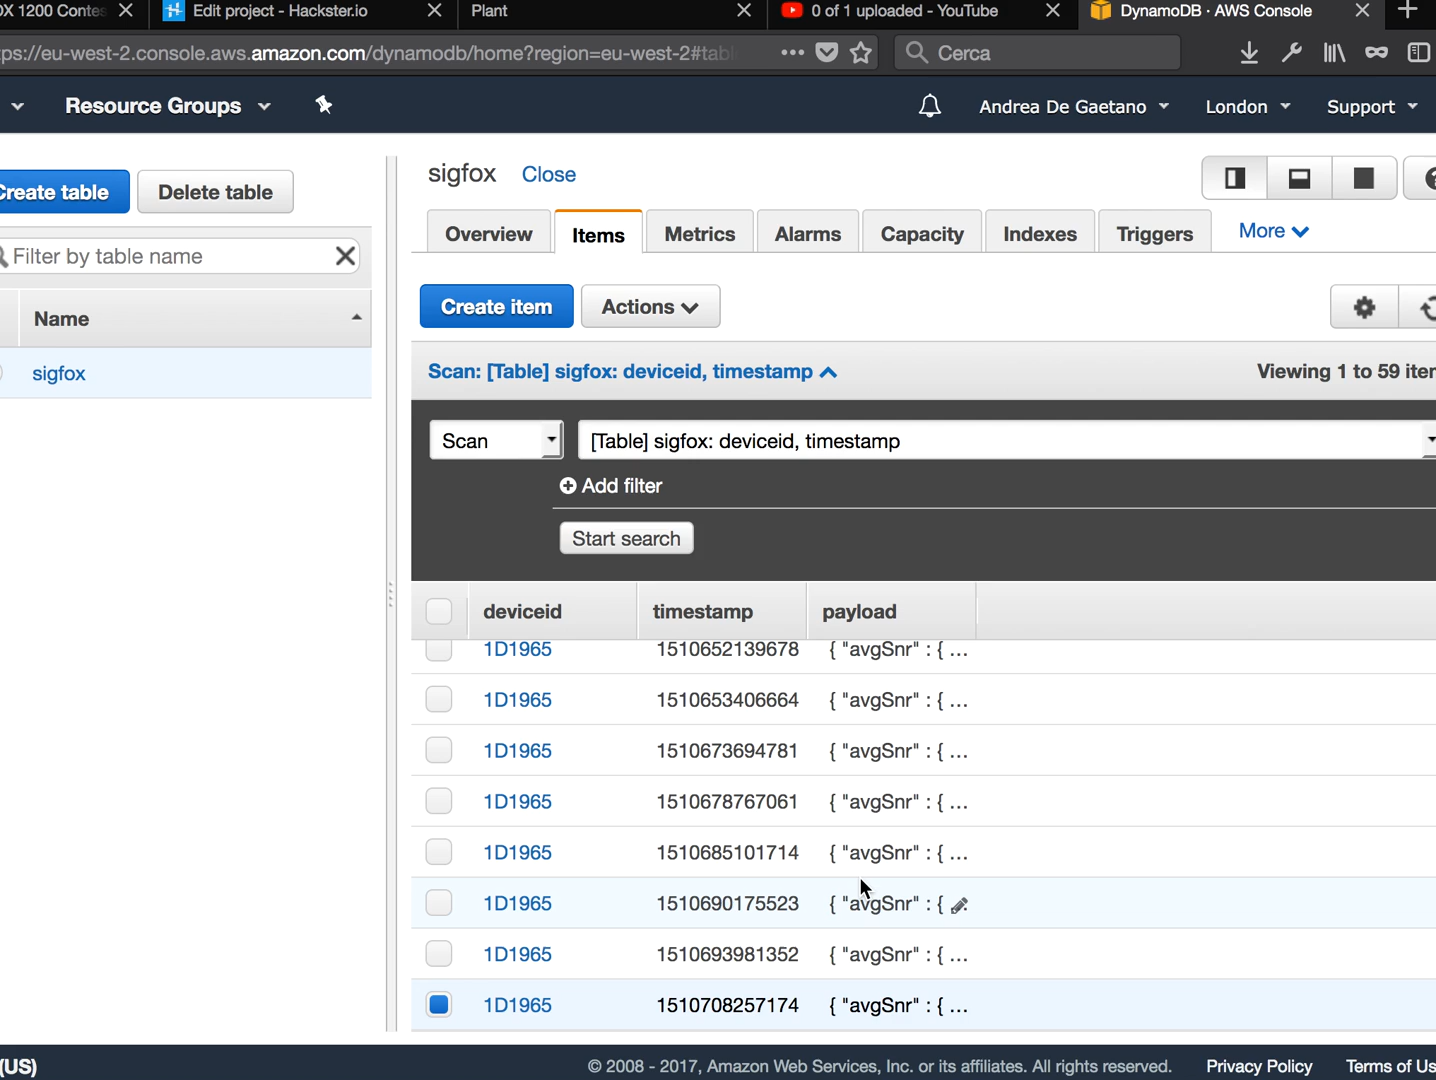 OX 1200 Contes
Edit project - Hackster.io
Plant
0 of 1 uploaded - YouTube
DynamoDB · AWS Console
ps://eu-west-2.console.aws.amazon.com/dynamodb/home?region=eu-west-2#tabl
Cerca
Resource Groups
Andrea De Gaetano
London
Support
Create table
Delete table
Filter by table name
Name
sigfox
sigfox Close
Overview
Items
Metrics
Alarms
Capacity
Indexes
Triggers
More
Create item
Actions
Scan: [Table] sigfox: deviceid, timestamp
Viewing 1 to 59 iter
Scan
[Table] sigfox: deviceid, timestamp
Add filter
Start search
deviceid timestamp payload
1D1965 1510652139678 { "avgSnr" : { ...
1D1965 1510653406664 { "avgSnr" : { ...
1D1965 1510673694781 { "avgSnr" : { ...
1D1965 1510678767061 { "avgSnr" : { ...
1D1965 1510685101714 { "avgSnr" : { ...
1D1965 1510690175523 { "avgSnr" : {
1D1965 1510693981352 { "avgSnr" : { ...
1D1965 1510708257174 { "avgSnr" : { ...
(US)
© 2008 - 2017, Amazon Web Services, Inc. or its affiliates. All rights reserved.
Privacy Policy
Terms of Us